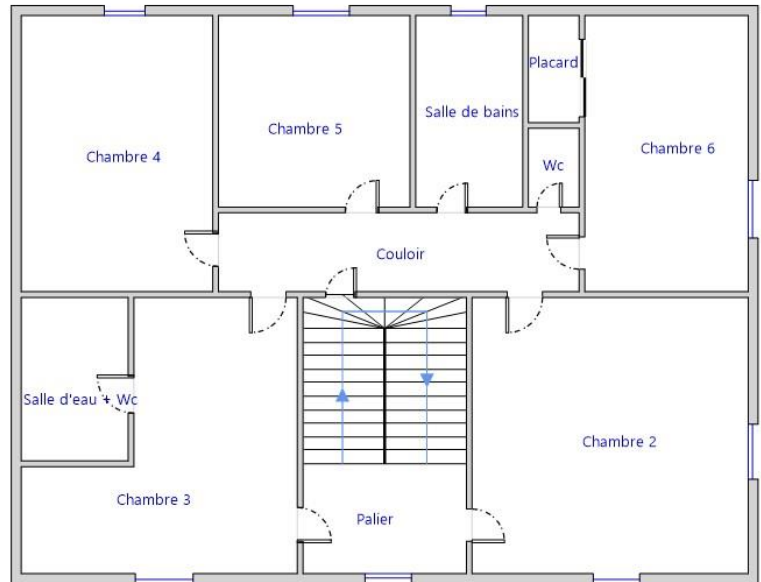 Placard
Salle de bains
Chambre 5
Chambre 6
Chambre 4
Wc
Couloir
Salle d'eau + Wc
Chambre 2
Chambre 3
Palier